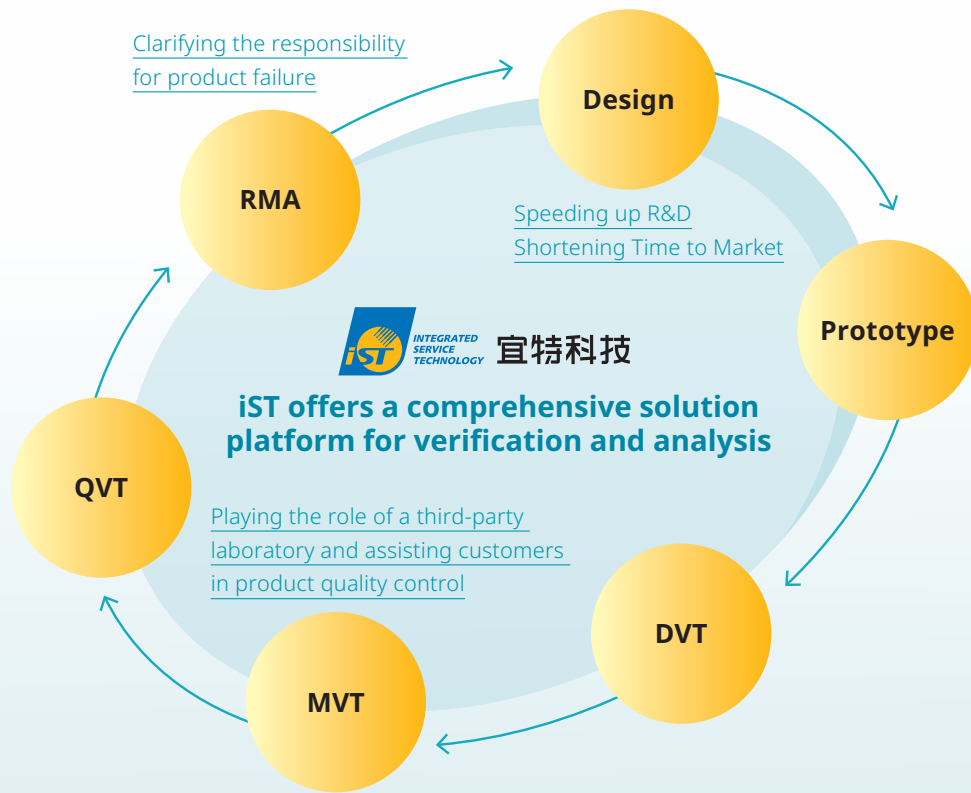 Clarifying the responsibility
for product failure
Design
RMA
Speeding up R&D
Shortening Time to Market
Prototype
iST
INTEGRATED
SERVICE
TECHNOLOGY
宜特科技
iST offers a comprehensive solution
platform for verification and analysis
QVT
Playing the role of a third-party
laboratory and assisting customers
in product quality control
DVT
MVT